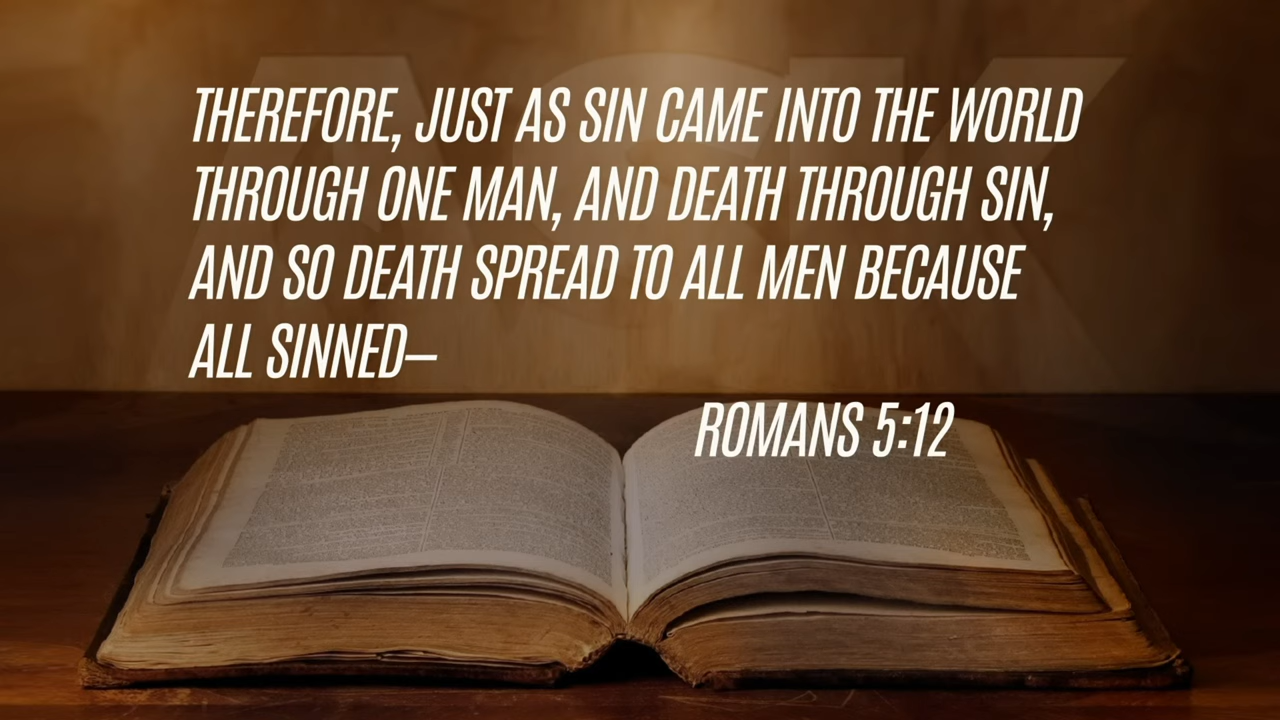 ASK
THEREFORE, JUST AS SIN CAME INTO THE WORLD
THROUGH ONE MAN, AND DEATH THROUGH SIN,
AND SO DEATH SPREAD TO ALL MEN BECAUSE
ALL SINNED—
ROMANS 5:12